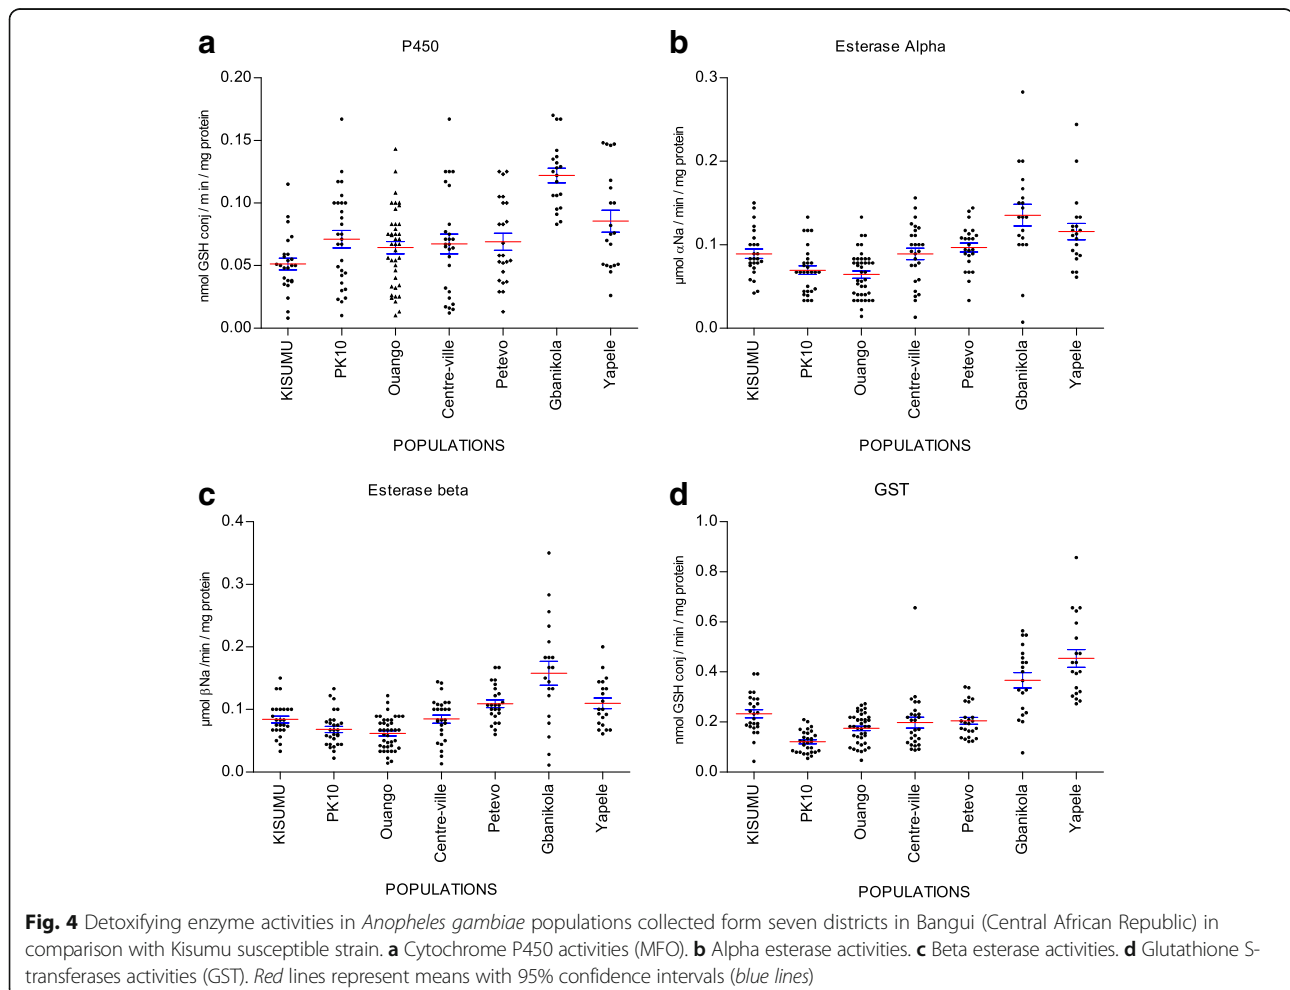 a
P450
nmol GSH conj / min / mg protein
0.20
0.15
0.10
0.05
0.00
KISUMU
PK10
Ouango
Centre-ville
Petevo
Gbanikola
Yapele
POPULATIONS
b
Esterase Alpha
µmol αNa / min / mg protein
0.3
0.2
0.1
0.0
KISUMU
PK10
Ouango
Centre-ville
Petevo
Gbanikola
Yapele
POPULATIONS
c
Esterase beta
µmol βNa /min / mg protein
0.4
0.3
0.2
0.1
0.0
KISUMU
PK10
Ouango
Centre-ville
Petevo
Gbanikola
Yapele
POPULATIONS
d
GST
nmol GSH conj / min / mg protein
1.0
0.8
0.6
0.4
0.2
0.0
KISUMU
PK10
Ouango
Centre-ville
Petevo
Gbanikola
Yapele
POPULATIONS
Fig. 4 Detoxifying enzyme activities in Anopheles gambiae populations collected form seven districts in Bangui (Central African Republic) in
comparison with Kisumu susceptible strain. a Cytochrome P450 activities (MFO). b Alpha esterase activities. c Beta esterase activities. d Glutathione S-
transferases activities (GST). Red lines represent means with 95% confidence intervals (blue lines)